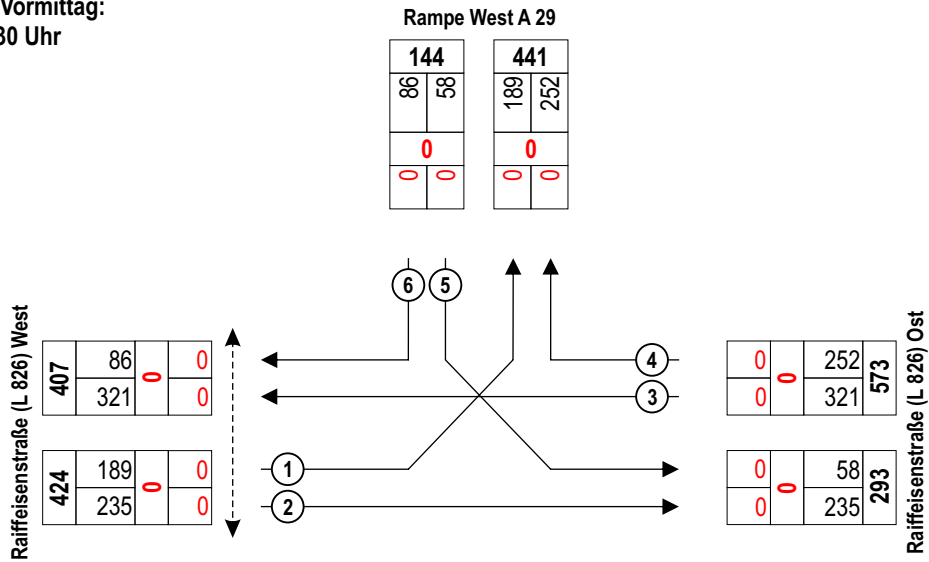 Vormittag:
30 Uhr
Rampe West A 29
144 441
86 58 189 252
0 0
0 0 0 0
6 5
Raiffeisenstraße (L 826) West
407 86 0 0
321 0
424 189 0 0
235 0
1
2
4
3
0 0 252 573
0 321
0 0 58 293
0 235
Raiffeisenstraße (L 826) Ost